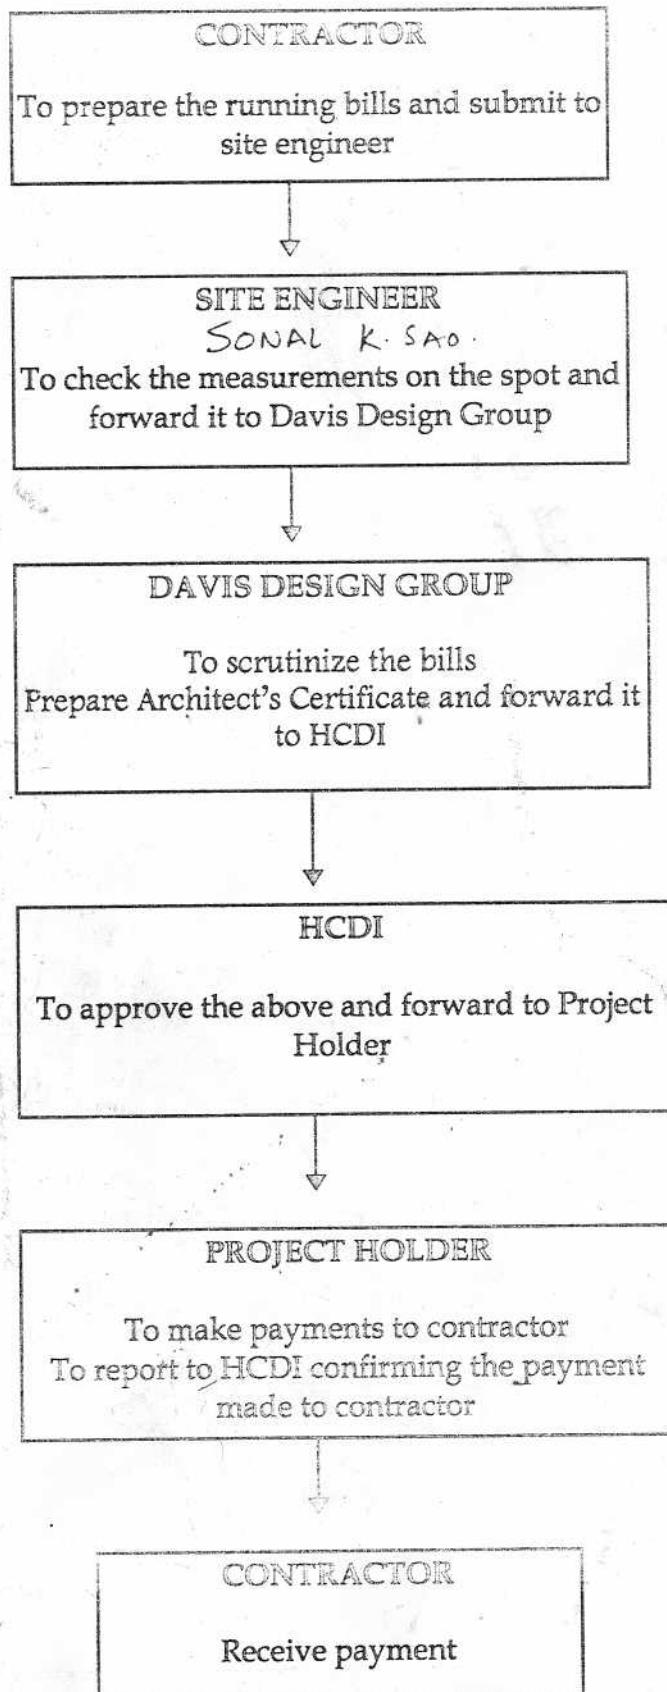 CONTRACTOR
To prepare the running bills and submit to
site engineer
SITE ENGINEER
SONAL K. SAO.
To check the measurements on the spot and
forward it to Davis Design Group
DAVIS DESIGN GROUP
To scrutinize the bills
Prepare Architect's Certificate and forward it
to HCDI
HCDI
To approve the above and forward to Project
Holder
PROJECT HOLDER
To make payments to contractor
To report to HCDI confirming the payment
made to contractor
CONTRACTOR
Receive payment